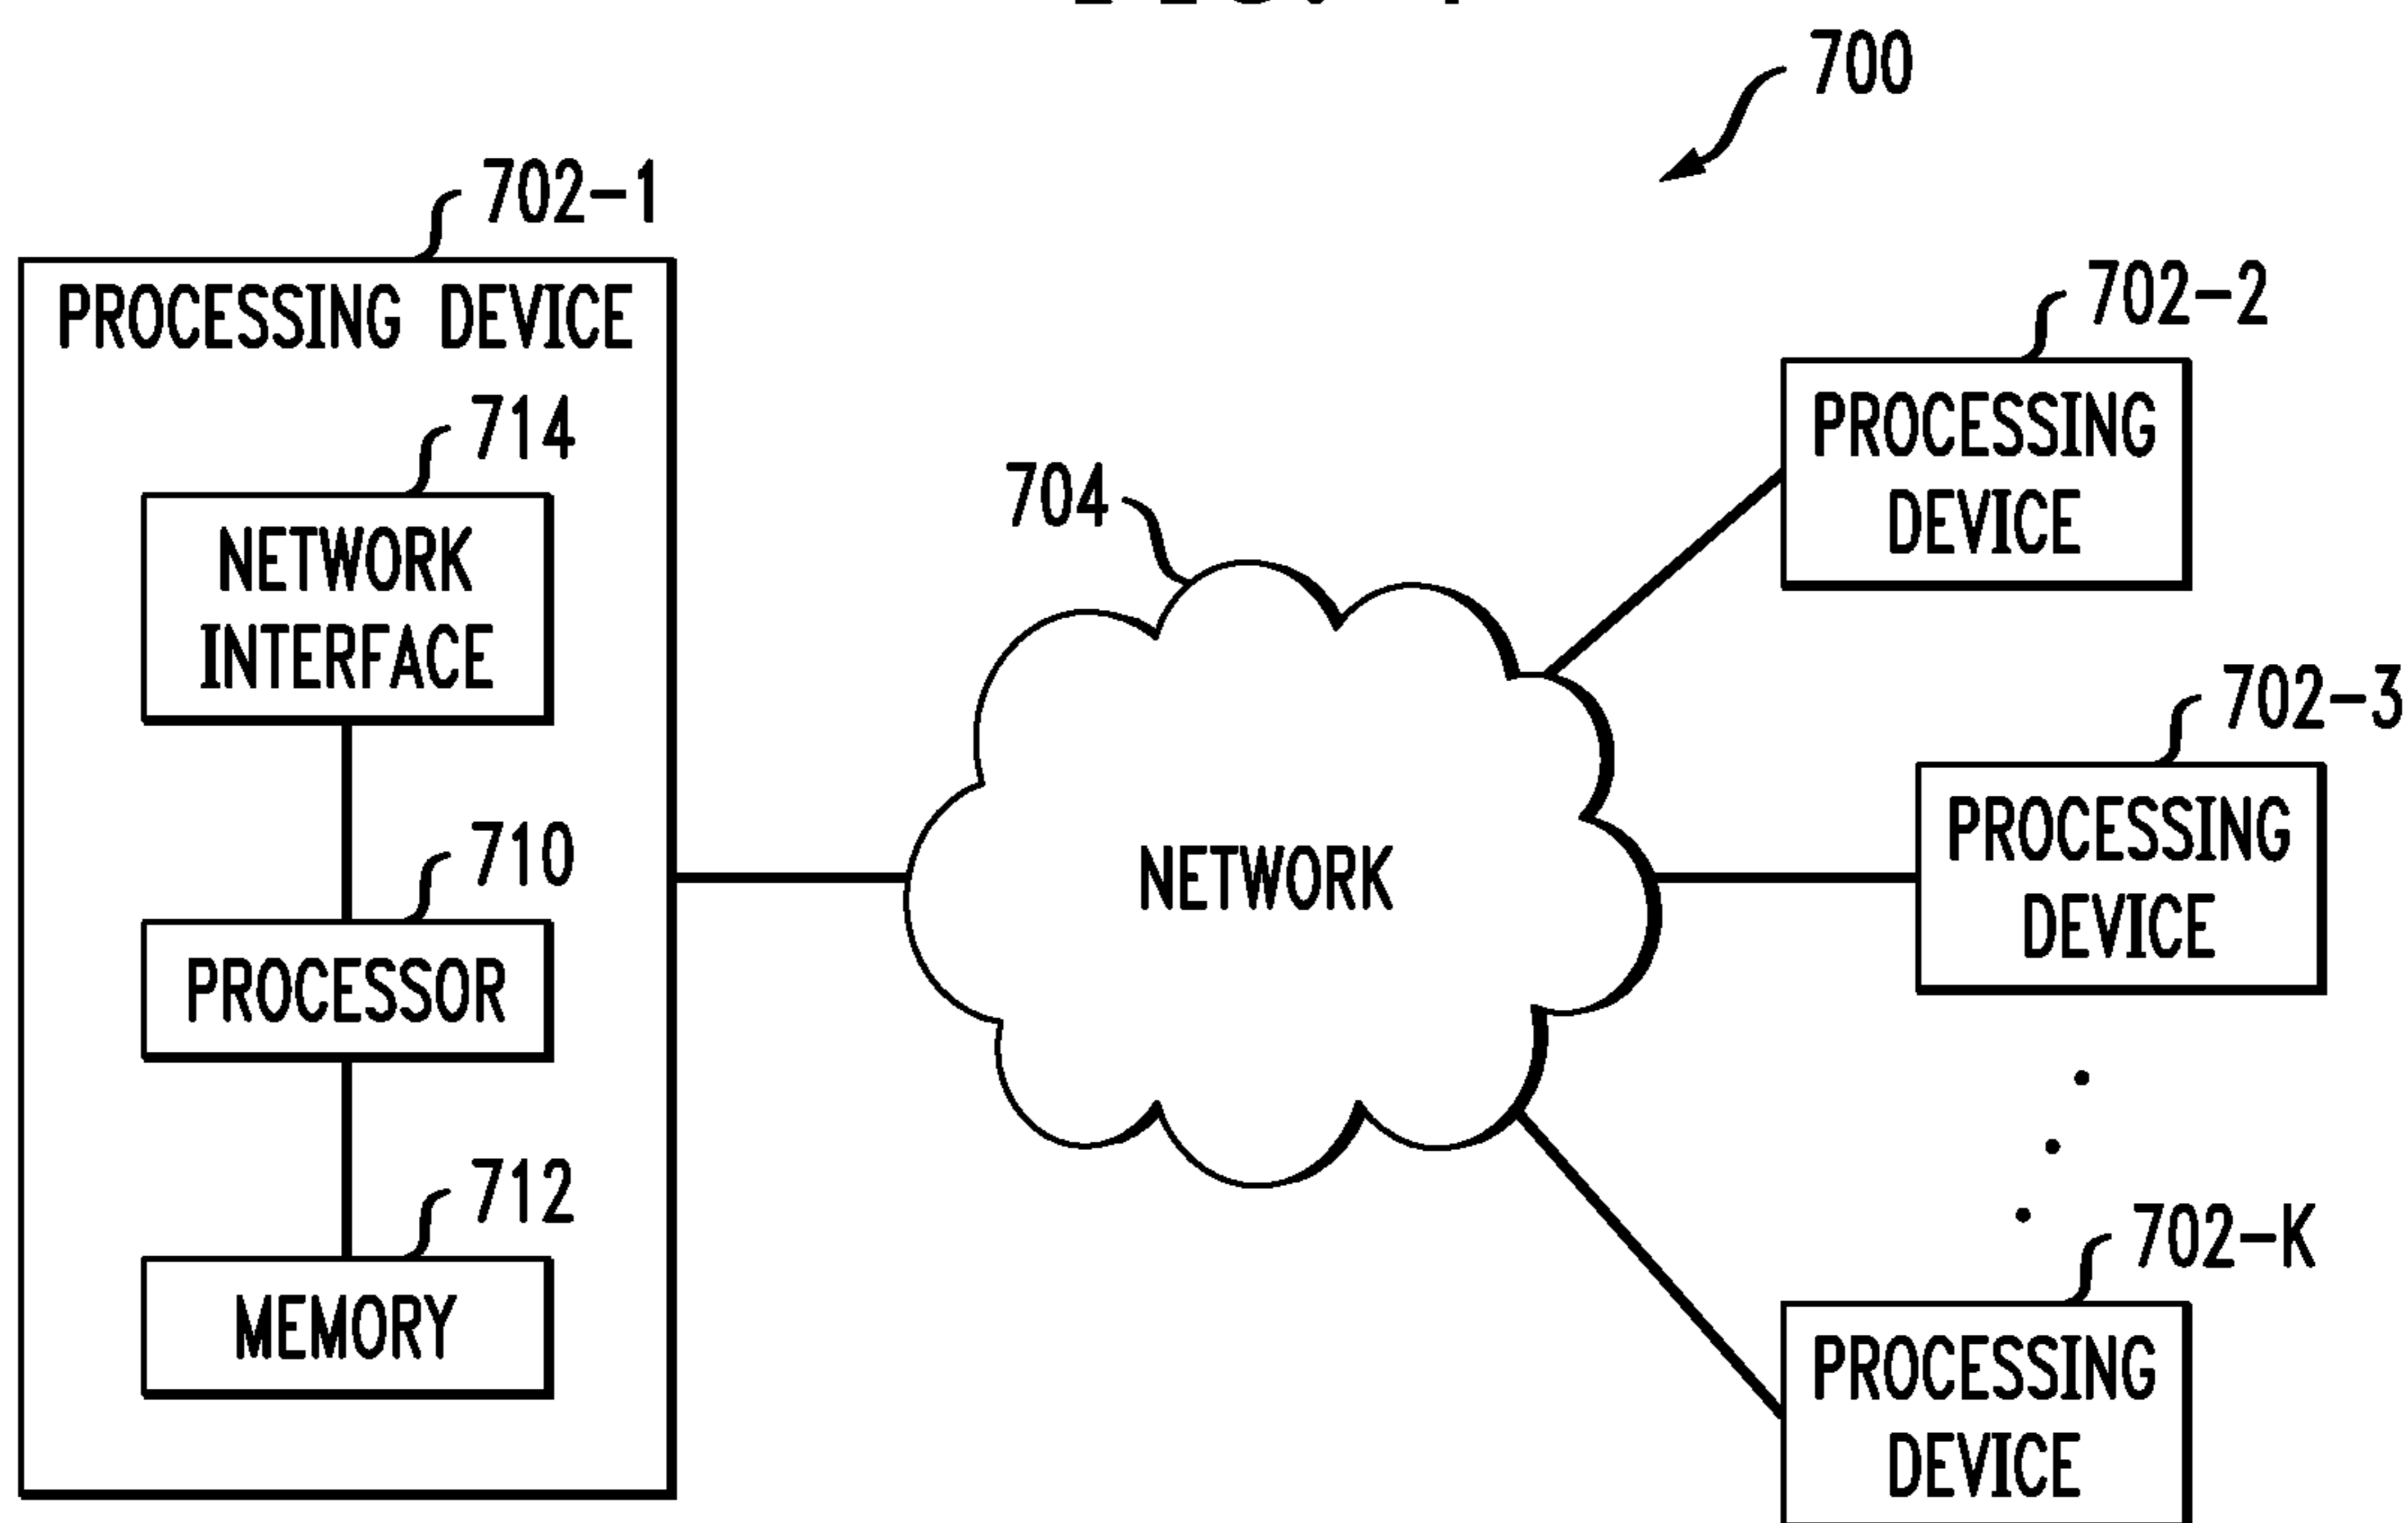 700
702-1
PROCESSING DEVICE
714
NETWORK
INTERFACE
710
PROCESSOR
712
MEMORY
704
NETWORK
702-2
PROCESSING
DEVICE
702-3
PROCESSING
DEVICE
702-K
PROCESSING
DEVICE